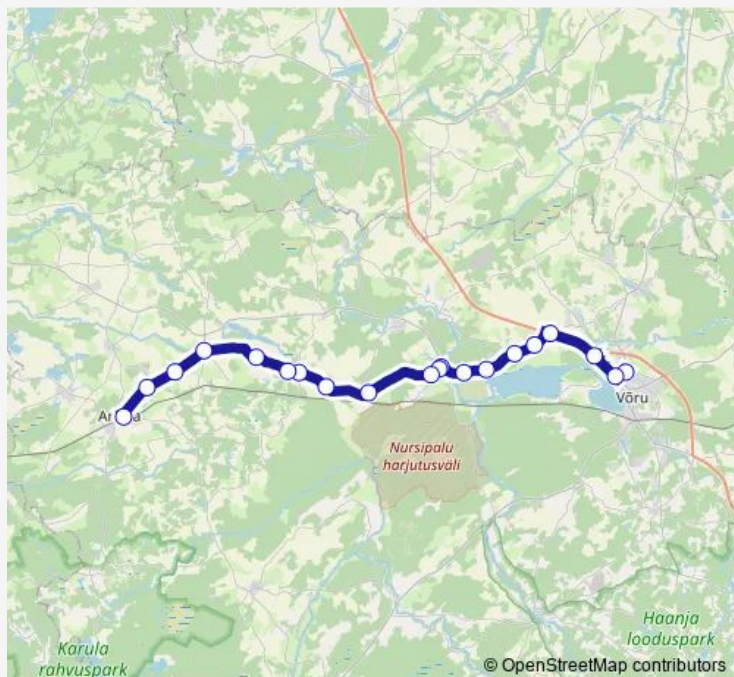 Võru
Nursipalu
harjutusväli
Haanja
looduspark
Karula
rahvuspark
© OpenStreetMap contributors